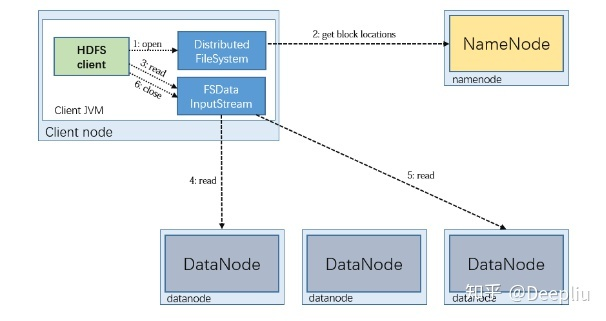 HDFS
client
1: open
Distributed
FileSystem
2: get block locations
NameNode
namenode
3: read
6: close
FSData
InputStream
Client JVM
Client node
4: read
5: read
DataNode
datanode
DataNode
datanode
DataNode
datanode
知乎 @Deepliu